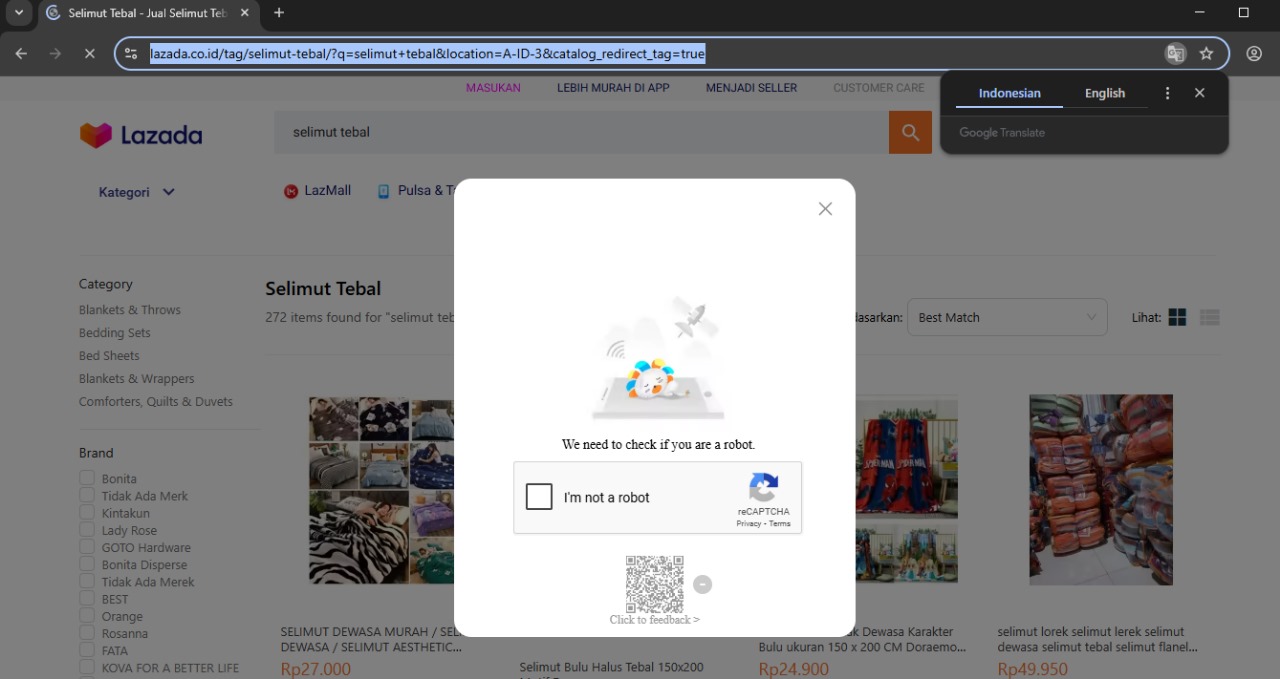 Selimut Tebal - Jual Selimut Teb
lazada.co.id/tag/selimut-tebal/?q=selimut+tebal&location=A-ID-3&catalog_redirect_tag=true
Indonesian English
Google Translate
MASUKAN LEBIH MURAH DI APP MENJADI SELLER CUSTOMER CARE
Lazada
selimut tebal
Kategori LazMall Pulsa & T
Category
Blankets & Throws
Bedding Sets
Bed Sheets
Blankets & Wrappers
Comforters, Quilts & Duvets
Brand
Bonita
Tidak Ada Merk
Kintakun
Lady Rose
GOTO Hardware
Bonita Disperse
Tidak Ada Merek
BEST
Orange
Rosanna
FATA
KOVA FOR A BETTER LIFE
Selimut Tebal
272 items found for "selimut teb
dasarkan: Best Match Lihat:
We need to check if you are a robot.
I'm not a robot
reCAPTCHA
Privacy - Terms
Click to feedback >
SELIMUT DEWASA MURAH / SEL
DEWASA / SELIMUT AESTHETIC...
Rp27.000
Selimut Bulu Halus Tebal 150x200
k Dewasa Karakter
Bulu ukuran 150 x 200 CM Doraemo...
Rp24.900
selimut lorek selimut lerek selimut
dewasa selimut tebal selimut flanel...
Rp49.950